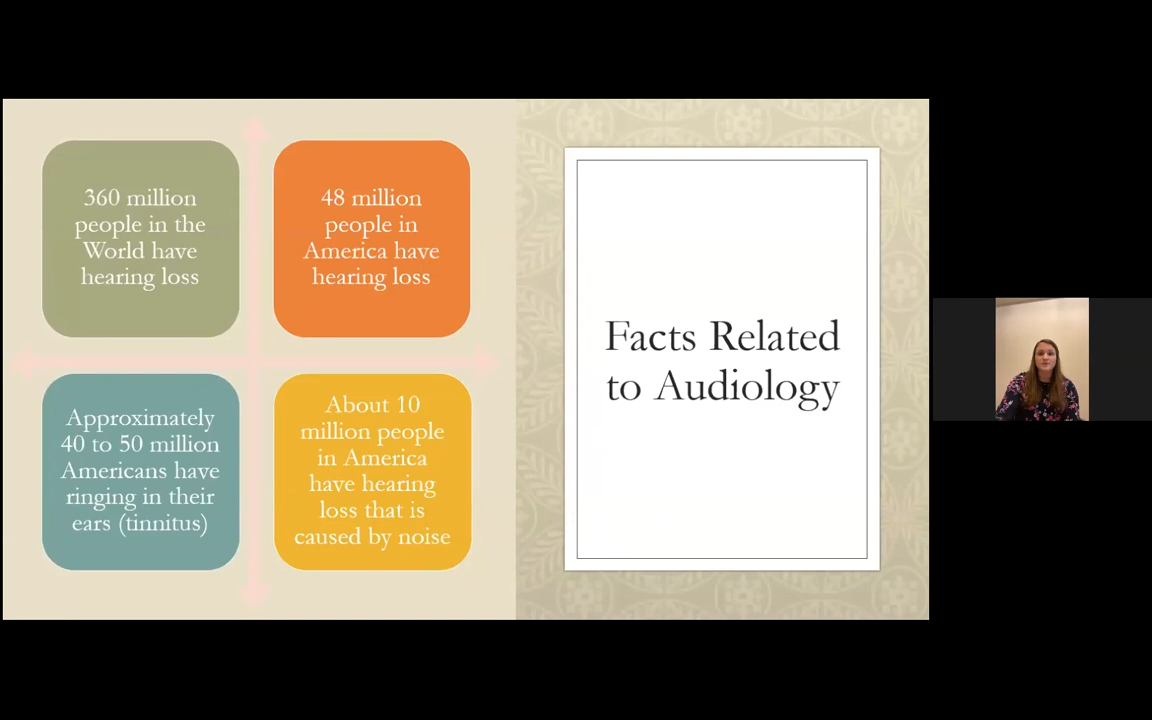 360 million
people in the
World have
hearing loss
48 million
people in
America have
hearing loss
Approximately
40 to 50 million
Americans have
ringing in their
ears (tinnitus)
About 10
million people
in America
have hearing
loss that is
caused by noise
Facts Related
to Audiology